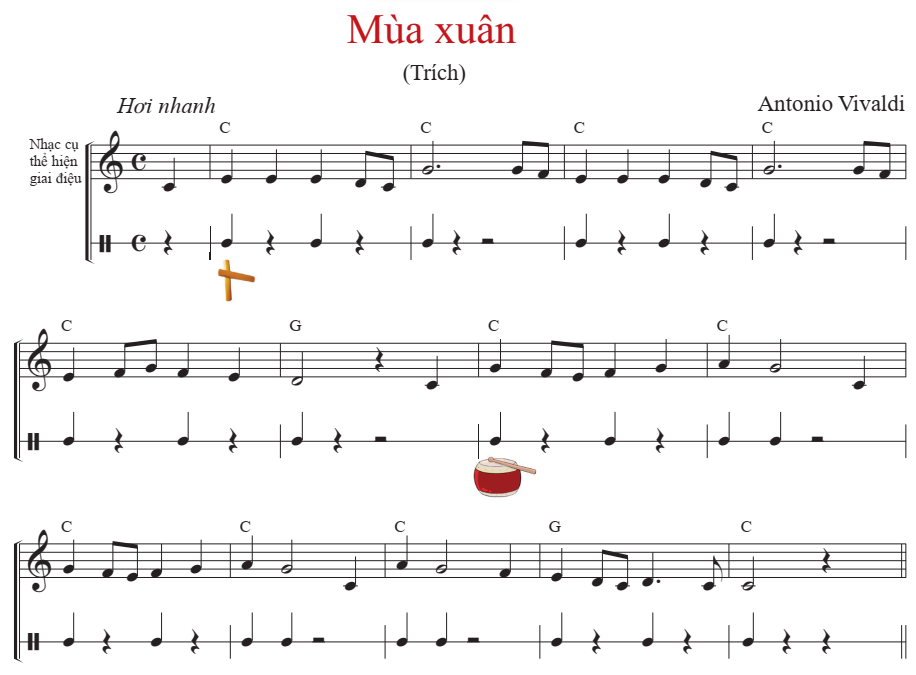 Mùa xuân
(Trích)
Hơi nhanh
Antonio Vivaldi
Nhạc cụ
thể hiện
giai điệu
C C C C
C G C C
C C C G C